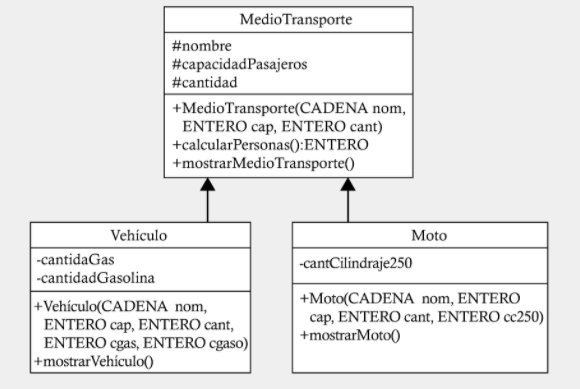 MedioTransporte
#nombre
#capacidadPasajeros
#cantidad
+MedioTransporte(CADENA nom,
ENTERO cap, ENTERO cant)
+calcularPersonas():ENTERO
+mostrarMedioTransporte()
Vehículo
-cantidaGas
-cantidadGasolina
+Vehículo(CADENA nom,
ENTERO cap, ENTERO cant,
ENTERO cgas, ENTERO cgaso)
+mostrarVehículo()
Moto
-cantCilindraje250
+Moto(CADENA nom, ENTERO
cap, ENTERO cant, ENTERO cc250)
+mostrarMoto()